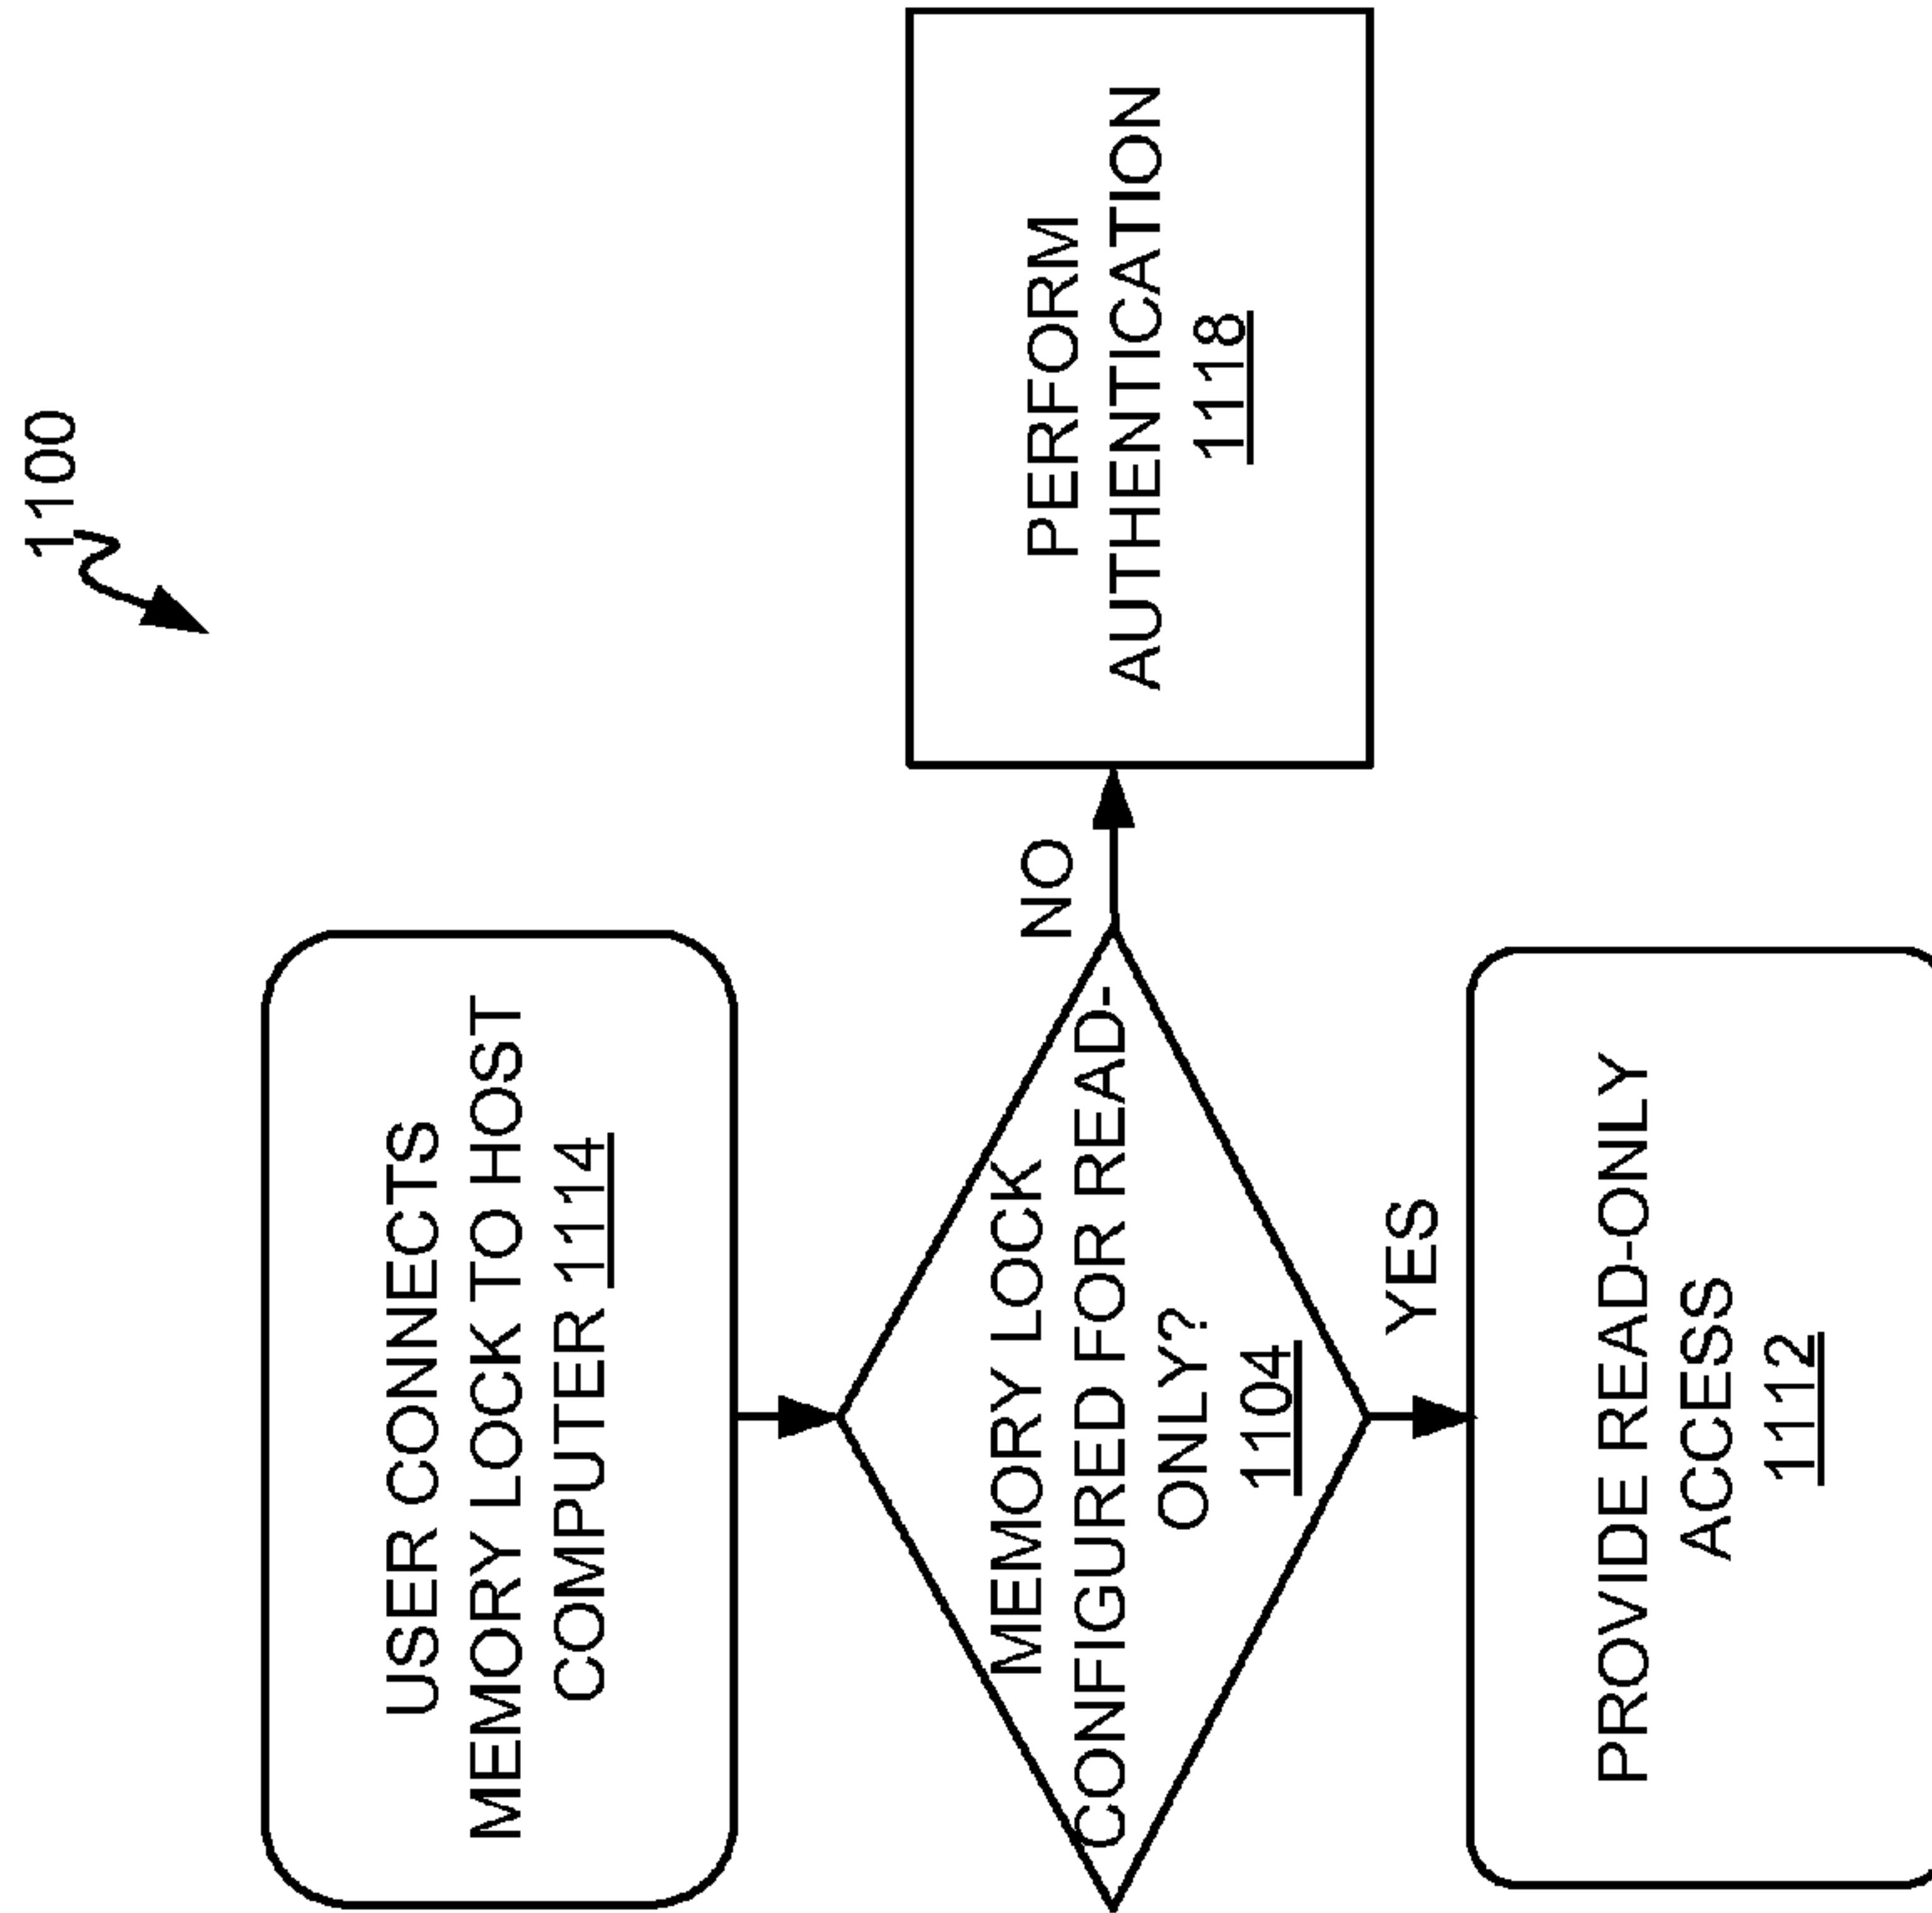 1100
USER CONNECTS
MEMORY LOCK TO HOST
COMPUTER 1114
MEMORY LOCK
CONFIGURED FOR READ-
ONLY?
1104
NO
PERFORM
AUTHENTICATION
1118
YES
PROVIDE READ-ONLY
ACCESS
1112